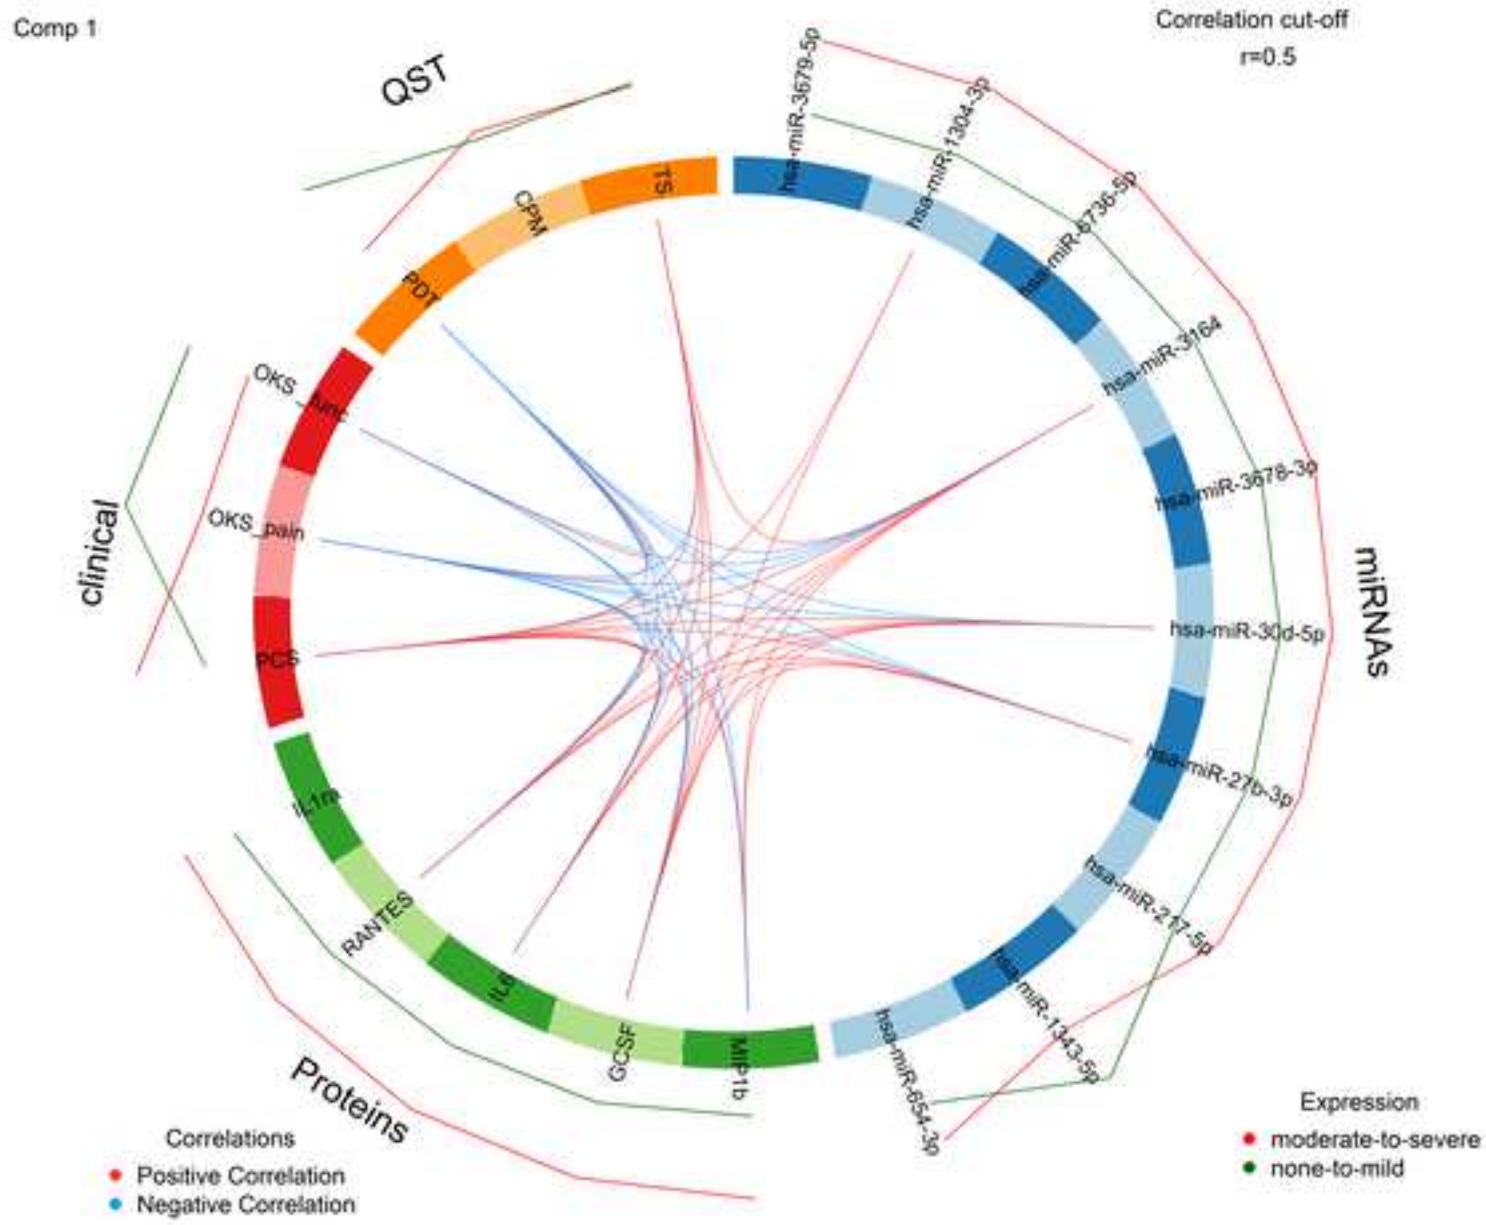 Comp 1
Correlation cut-off
r=0.5
QST
hsa-miR-3679-5p
hsa-miR-1304-3p
hsa-miR-6736-5p
hsa-miR-3164
hsa-miR-3678-3p
hsa-miR-30d-5p
hsa-miR-27b-3p
hsa-miR-217-5p
hsa-miR-1343-5p
hsa-miR-654-3p
miRNAs
TS
CPM
PDT
OKS_func
OKS_pain
PCS
clinical
IL1ra
RANTES
IL6
GCSF
MIP1b
Proteins
Correlations
Positive Correlation
Negative Correlation
Expression
moderate-to-severe
none-to-mild